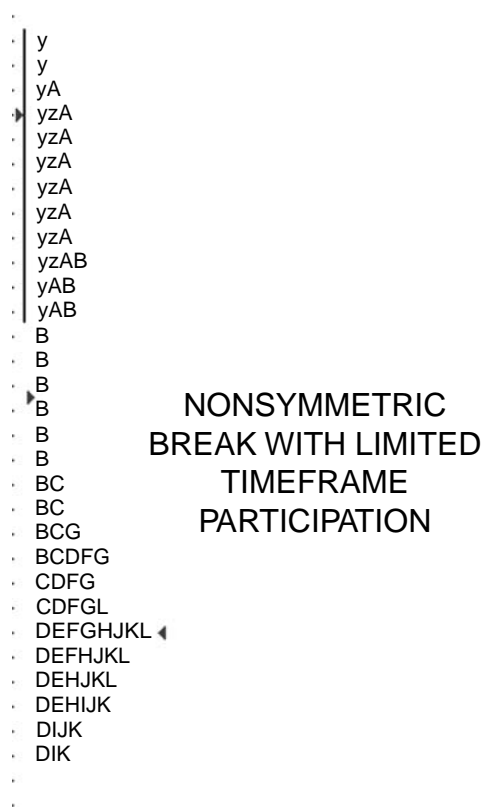 y
y
yA
yzA
yzA
yzA
yzA
yzA
yzA
yzAB
yAB
yAB
B
B
B
B
B
B
BC
BC
BCG
BCDFG
CDFG
CDFGL
DEFGHJKL
DEFHJKL
DEHJKL
DEHIJK
DIJK
DIK
NONSYMMETRIC
BREAK WITH LIMITED
TIMEFRAME
PARTICIPATION